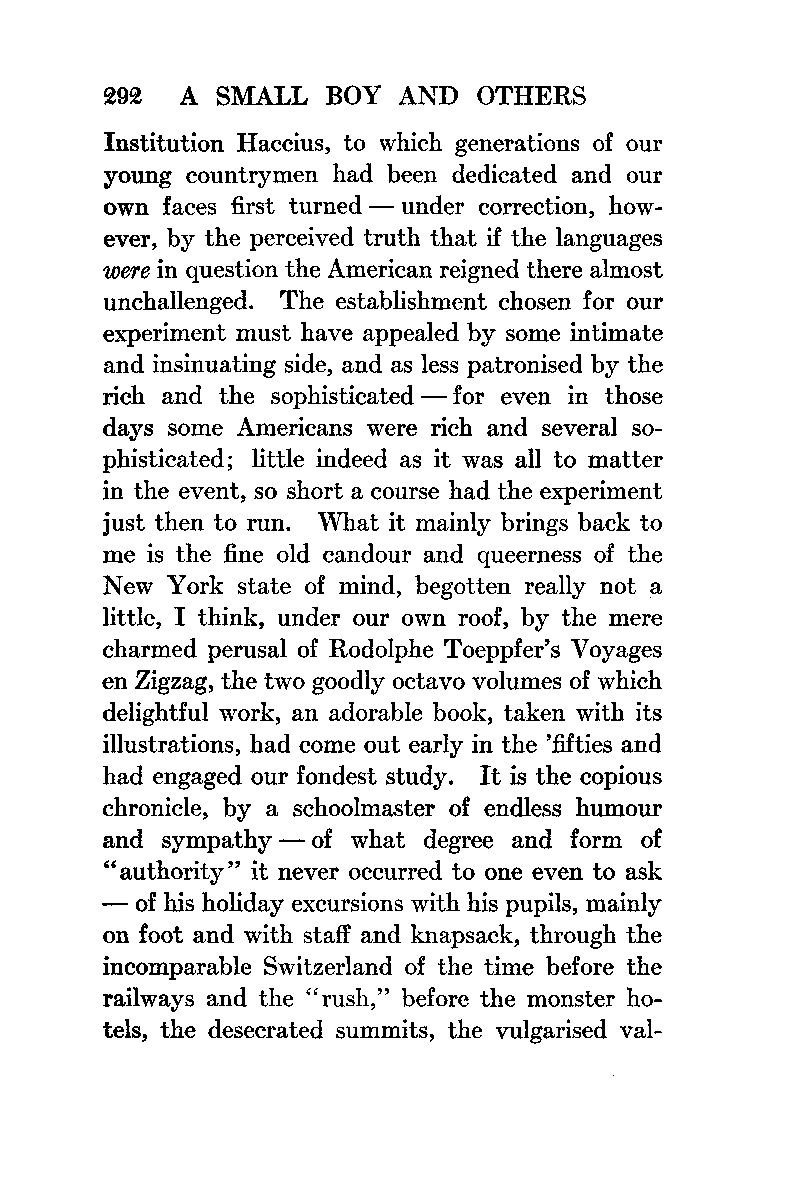 292 A SMALL BOY AND OTHERS
Institution Haccius, to which generations of our
young countrymen had been dedicated and our
own faces first turned — under correction, how-
ever, by the perceived truth that if the languages
were in question the American reigned there almost
unchallenged. The establishment chosen for our
experiment must have appealed by some intimate
and insinuating side, and as less patronised by the
rich and the sophisticated — for even in those
days some Americans were rich and several so-
phisticated; little indeed as it was all to matter
in the event, so short a course had the experiment
just then to run. What it mainly brings back to
me is the fine old candour and queerness of the
New York state of mind, begotten really not a
little, I think, under our own roof, by the mere
charmed perusal of Rodolphe Toeppfer's Voyages
en Zigzag, the two goodly octavo volumes of which
delightful work, an adorable book, taken with its
illustrations, had come out early in the 'fifties and
had engaged our fondest study. It is the copious
chronicle, by a schoolmaster of endless humour
and sympathy — of what degree and form of
“authority” it never occurred to one even to ask
— of his holiday excursions with his pupils, mainly
on foot and with staff and knapsack, through the
incomparable Switzerland of the time before the
railways and the “rush,” before the monster ho-
tels, the desecrated summits, the vulgarised val-